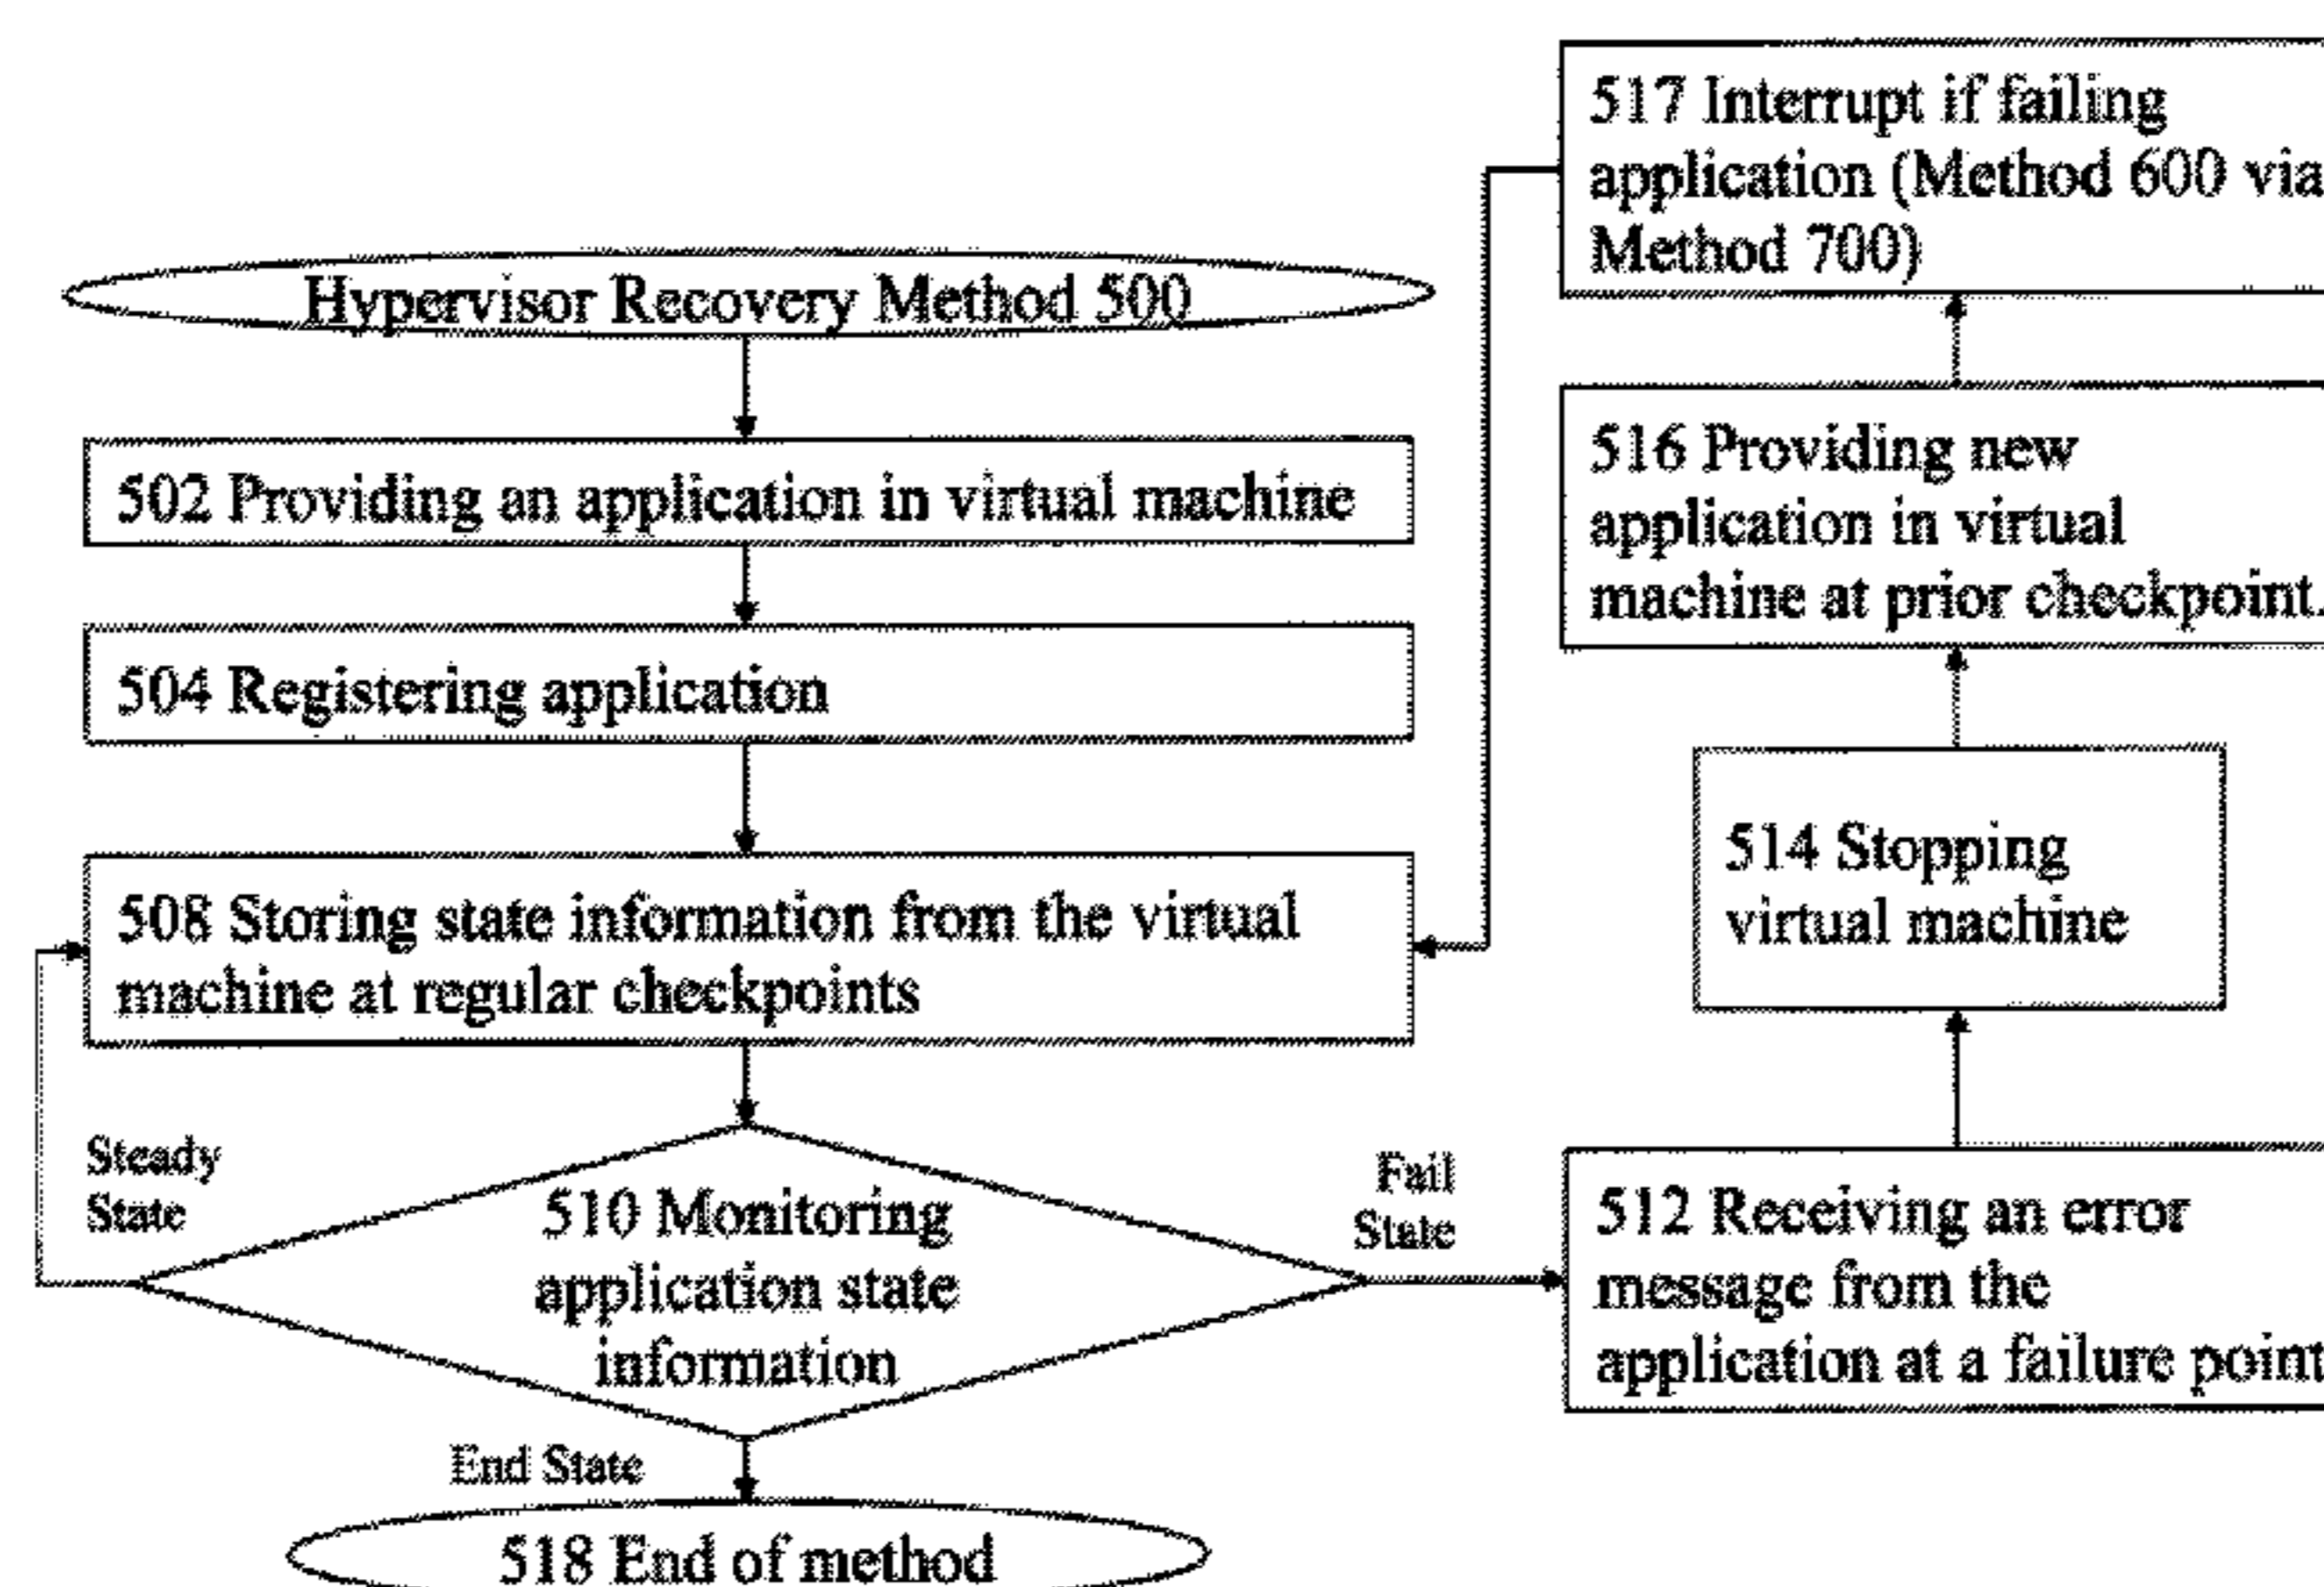 Hypervisor Recovery Method 500
502 Providing an application in virtual machine
504 Registering application
508 Storing state information from the virtual
machine at regular checkpoints
Steady
State
510 Monitoring
application state
information
Fail
State
End State
518 End of method
517 Interrupt if failing
application (Method 600 via
Method 700)
516 Providing new
application in virtual
machine at prior checkpoint.
514 Stopping
virtual machine
512 Receiving an error
message from the
application at a failure point